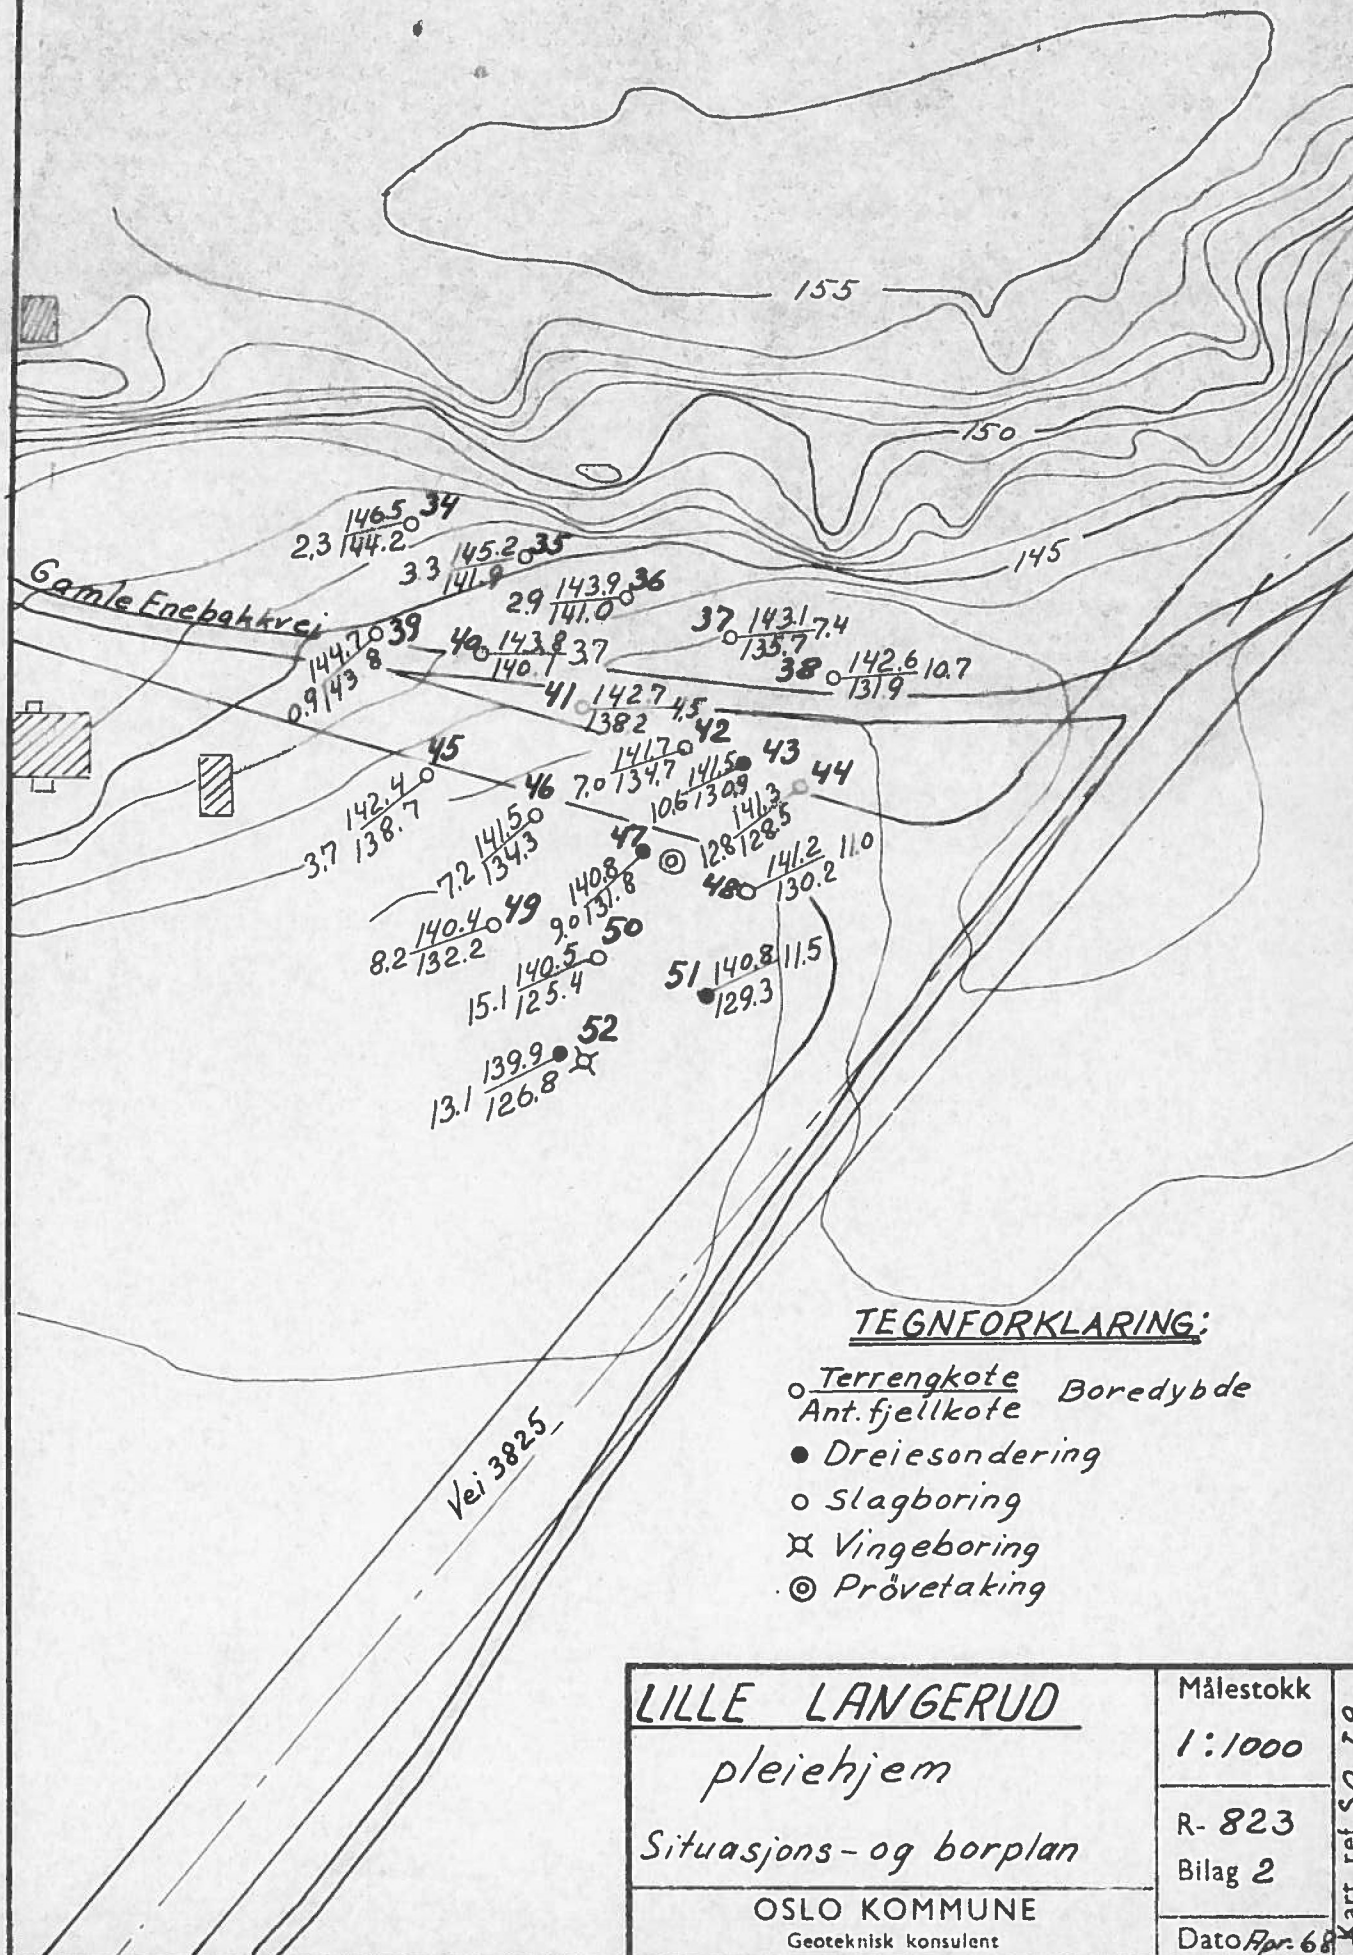 155
150
145
146.5 34
2.3 144.2
145.2 35
3.3 141.9
143.9 36
2.9 141.0
Gamle Enebakkvei
37 143.1 7.4
135.7
144.7 39
0.9 143.8
40 143.8 3.7
140.1
38 142.6 10.7
131.9
41 142.7 4.5
138.2
141.7 42
7.0 134.7
141.5 43
10.6 130.9
141.3 44
12.8 128.5
142.4 45
3.7 138.7
141.5 46
7.2 134.3
140.8 47
9.0 131.8
48 141.2 11.0
130.2
140.4 49
8.2 132.2
140.5 50
15.1 125.4
51 140.8 11.5
129.3
139.9 52
13.1 126.8
Vei 3825
TEGNFORKLARING:
Terrengkote Boredybde
Ant. fjellkote
Dreiesondering
Slagboring
Vingeboring
Prövetaking
LILLE LANGERUD
pleiehjem
Situasjons- og borplan
OSLO KOMMUNE
Geoteknisk konsulent
Målestokk
1:1000
R- 823
Bilag 2
Dato Apr. 68
Kart ref.